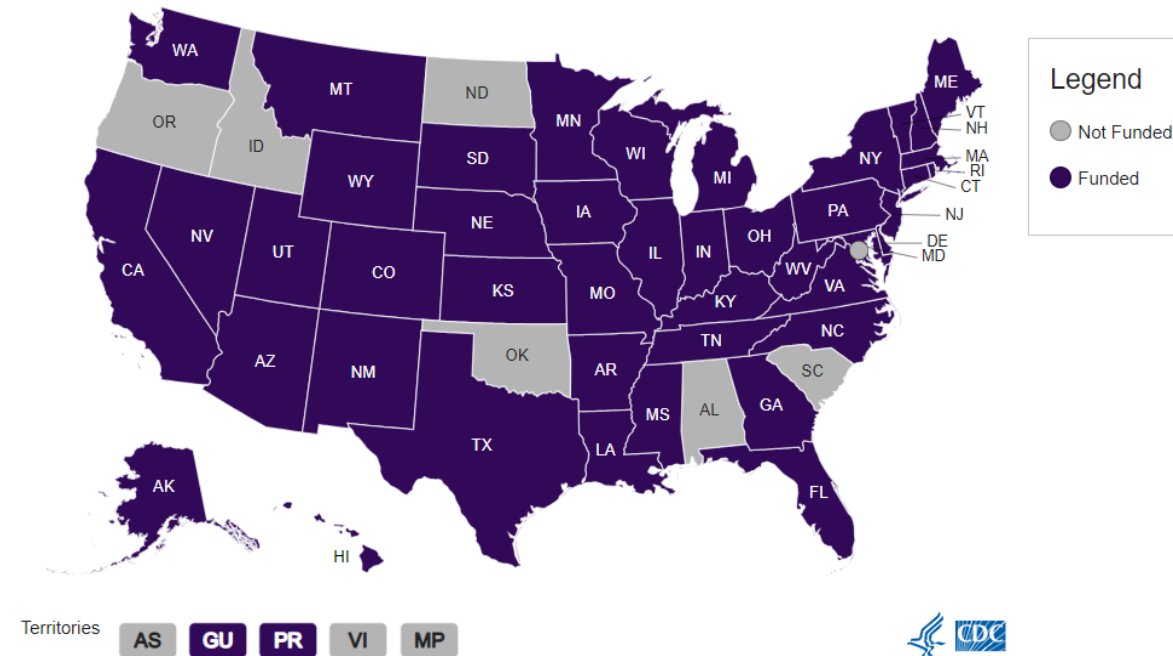 WA
ME
MT
ND
Legend
VT
OR
MN
NH
Not Funded
ID
SD
WI
NY
MA
WY
MI
RI
Funded
CT
IA
PA
NE
NJ
NV
OH
DE
UT
IL
IN
MD
CA
CO
WV
VA
KS
MO
KY
NC
TN
OK
AZ
NM
AR
SC
MS
AL
GA
TX
LA
AK
FL
HI
Territories AS GU PR VI MP
CDC